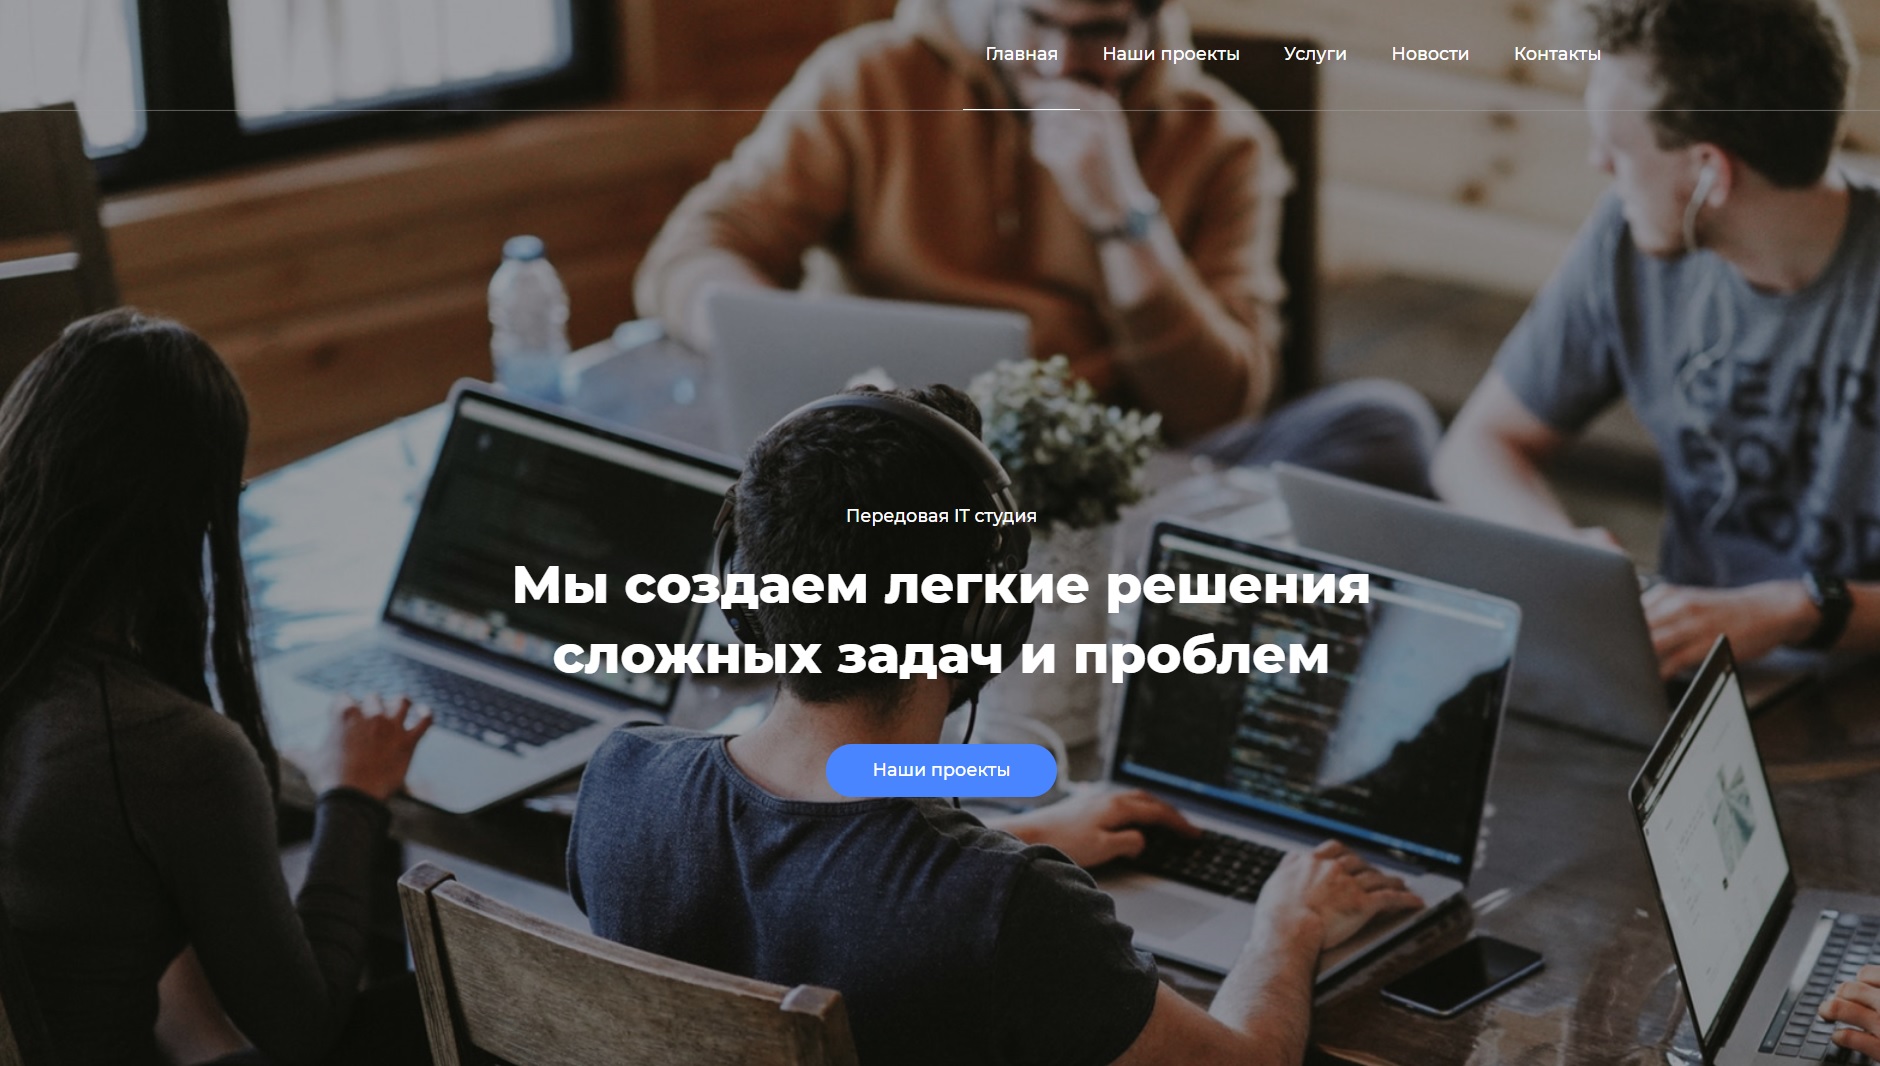 Главная Наши проекты Услуги Новости Контакты
Передовая IT студия
Мы создаем легкие решения
сложных задач и проблем
Наши проекты